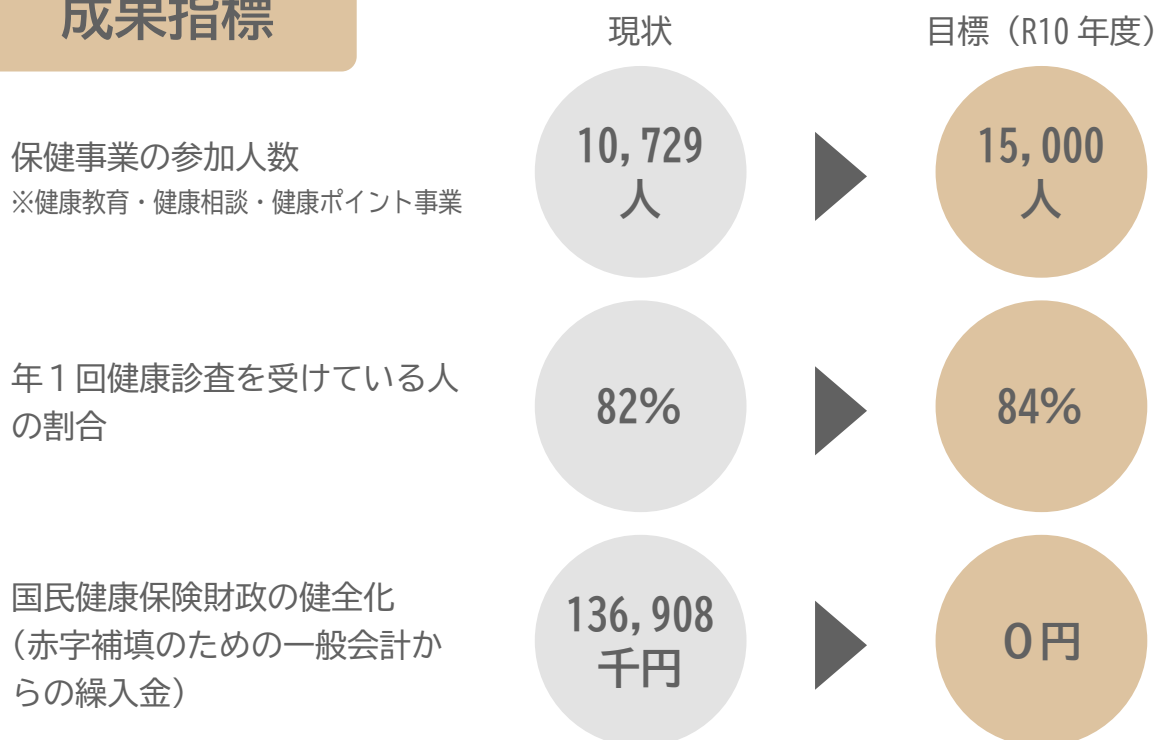 成果指標
現状
目標（R10 年度）
保健事業の参加人数
※健康教育・健康相談・健康ポイント事業
10,729
人
15,000
人
年１回健康診査を受けている人
の割合
82%
84%
国民健康保険財政の健全化
（赤字補填のための一般会計か
らの繰入金）
136,908
千円
０円